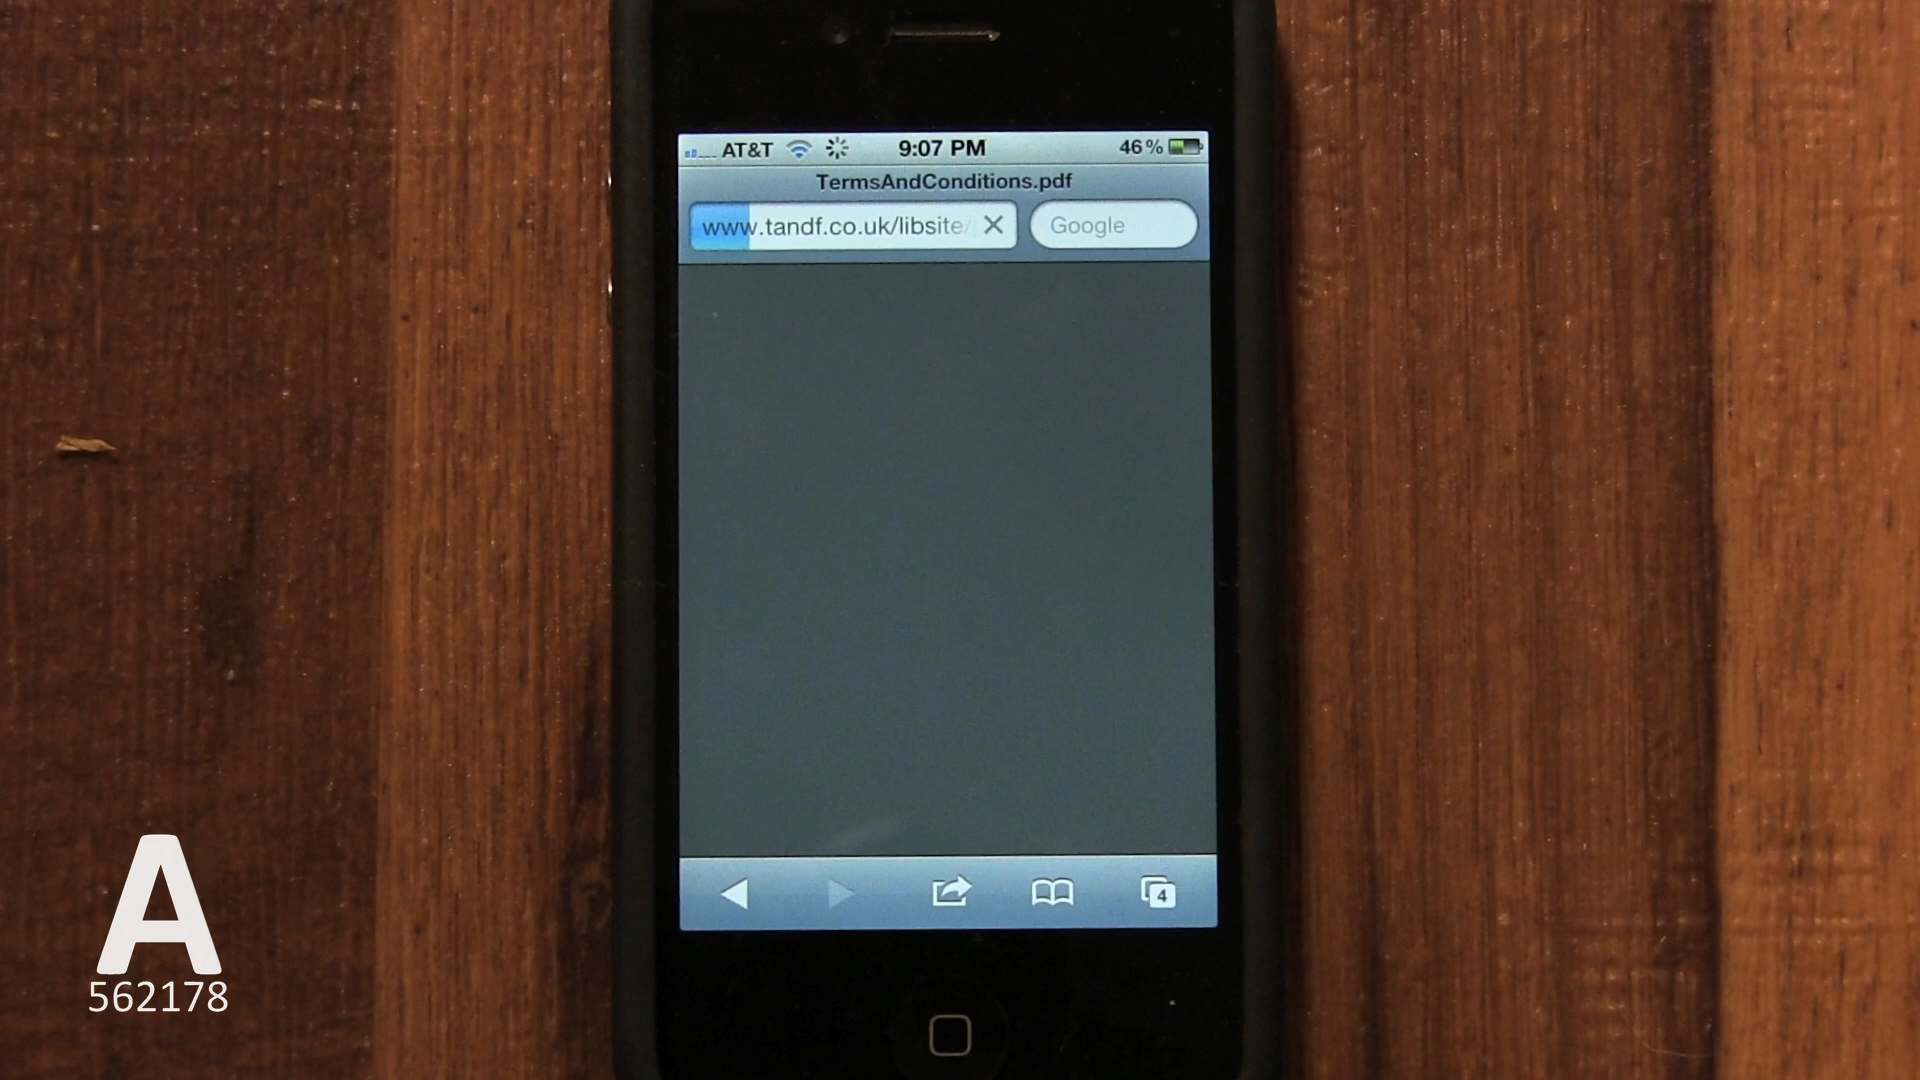 AT&T 9:07 PM 46%
TermsAndConditions.pdf
www.tandf.co.uk/libsite/ Google
4
A
562178